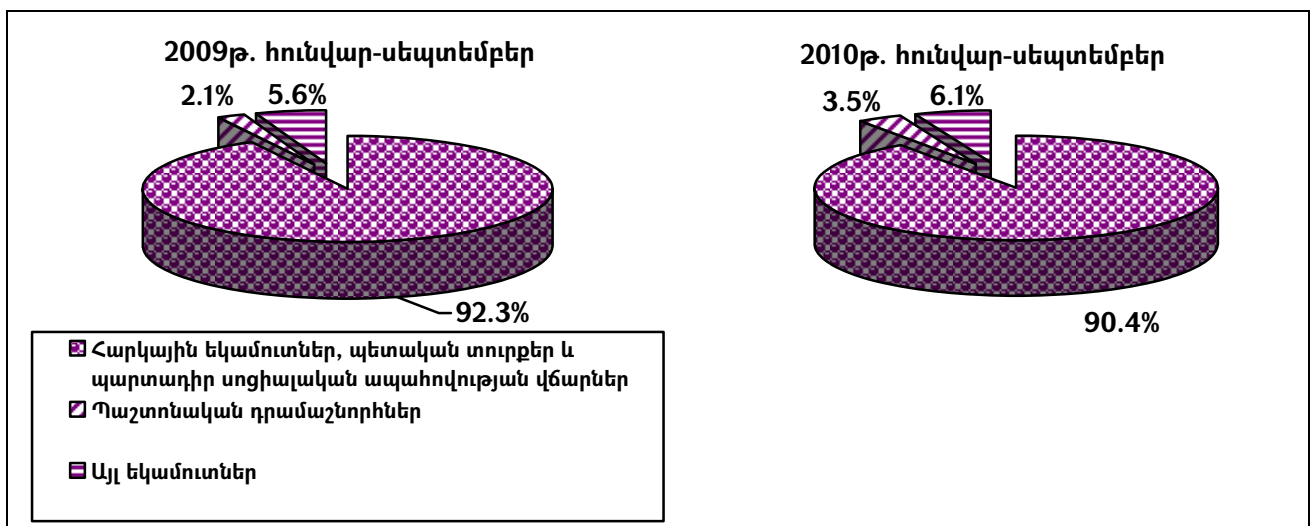 2009թ. հունվար-սեպտեմբեր
2.1%
5.6%
92.3%
2010թ. հունվար-սեպտեմբեր
3.5%
6.1%
90.4%
Հարկային եկամուտներ, պետական տուրքեր և
պարտադիր սոցիալական ապահովության վճարներ
Պաշտոնական դրամաշնորհներ
Այլ եկամուտներ